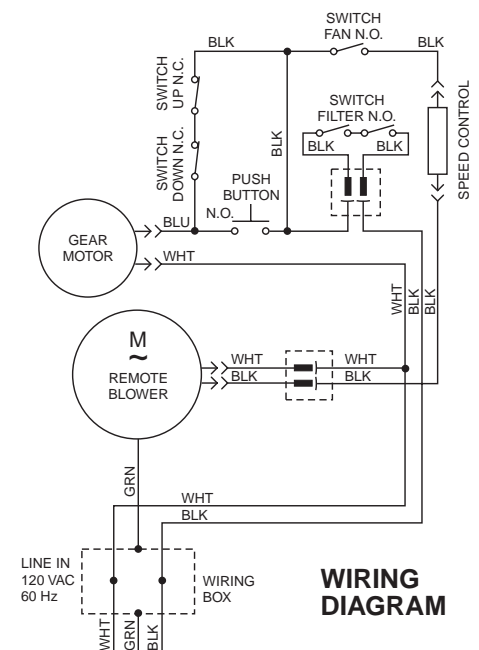 SWITCH
FAN N.O.
BLK
BLK
SWITCH
UP N.C.
SWITCH
FILTER N.O.
BLK
BLK
SPEED CONTROL
SWITCH
DOWN N.C.
BLK
PUSH
BUTTON
N.O.
BLU
GEAR
MOTOR
WHT
WHT
BLK
BLK
M
~
REMOTE
BLOWER
WHT
WHT
BLK
BLK
GRN
WHT
BLK
LINE IN
120 VAC
60 Hz
WIRING
BOX
WIRING
DIAGRAM
WHT
GRN
BLK